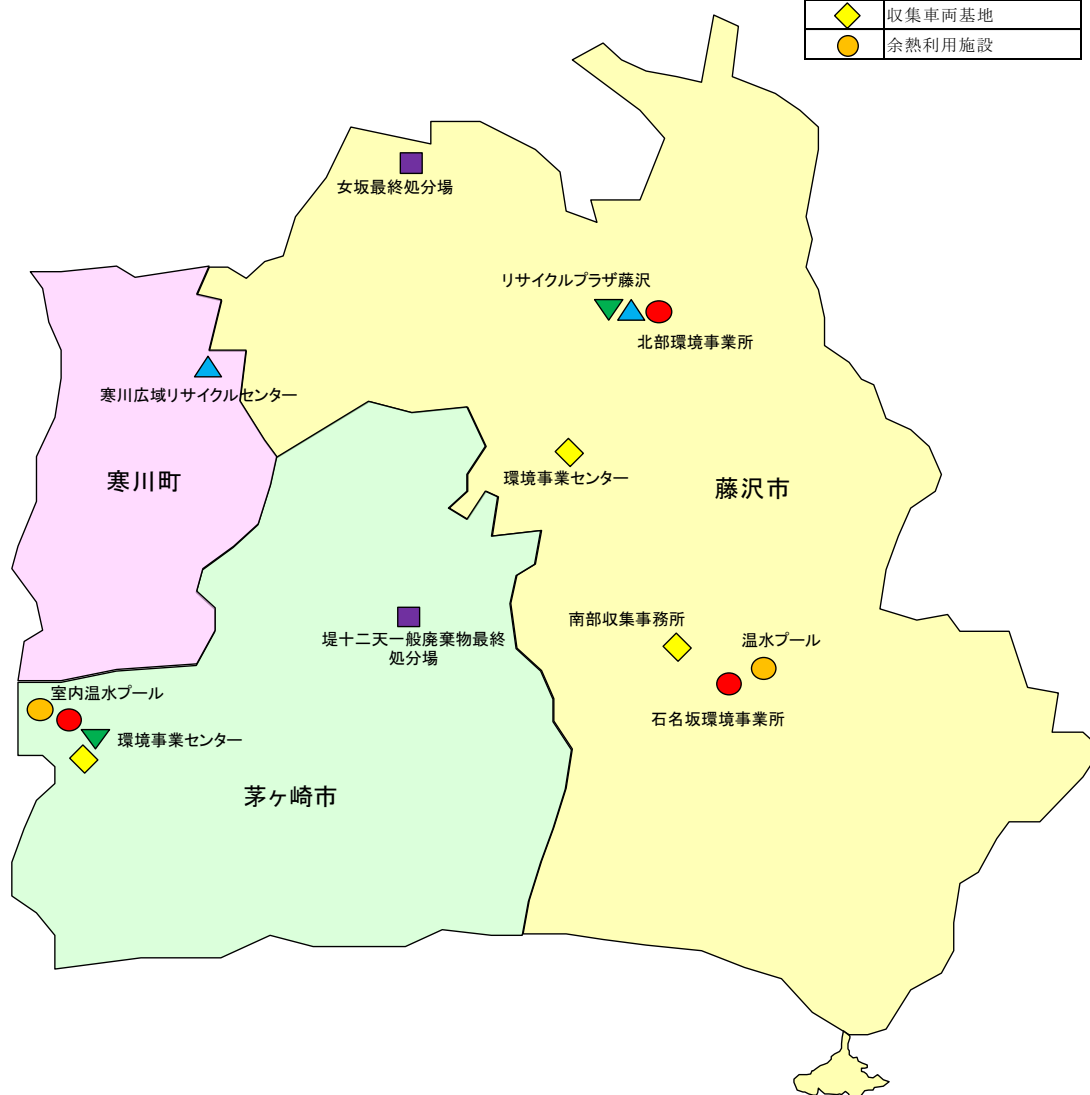 収集車両基地
余熱利用施設
女坂最終処分場
リサイクルプラザ藤沢
北部環境事業所
寒川広域リサイクルセンター
寒川町
環境事業センター
藤沢市
堤十二天一般廃棄物最終
処分場
南部収集事務所
温水プール
石名坂環境事業所
室内温水プール
環境事業センター
茅ヶ崎市